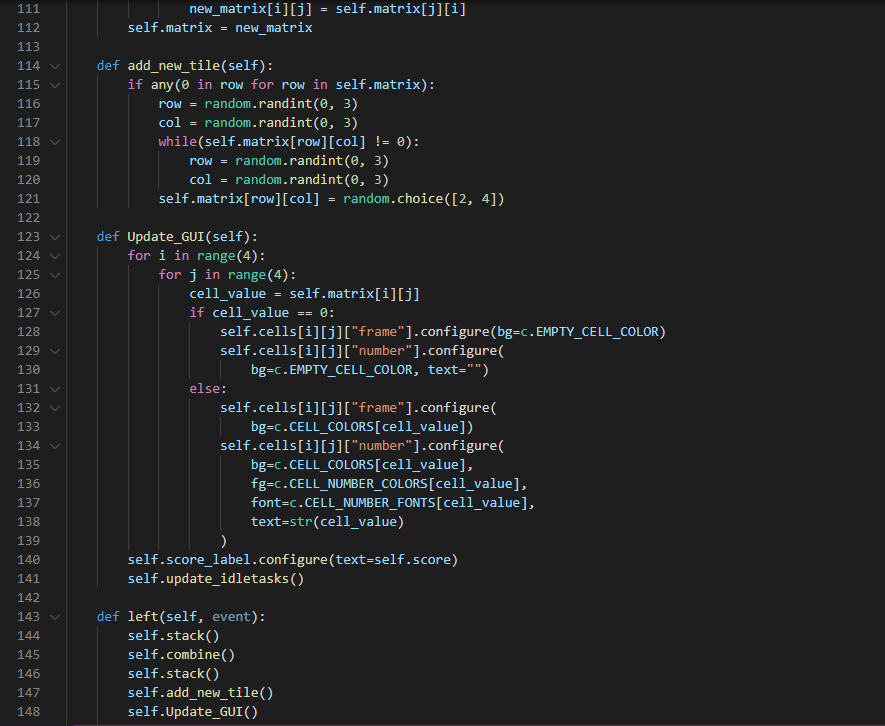 111 new_matrix[i][j] = self.matrix[j][i]
112 self.matrix = new_matrix
113
114 def add_new_tile(self):
115 if any(0 in row for row in self.matrix):
116 row = random.randint(0, 3)
117 col = random.randint(0, 3)
118 while(self.matrix[row][col] != 0):
119 row = random.randint(0, 3)
120 col = random.randint(0, 3)
121 self.matrix[row][col] = random.choice([2, 4])
122
123 def Update_GUI(self):
124 for i in range(4):
125 for j in range(4):
126 cell_value = self.matrix[i][j]
127 if cell_value == 0:
128 self.cells[i][j]["frame"].configure(bg=c.EMPTY_CELL_COLOR)
129 self.cells[i][j]["number"].configure(
130 bg=c.EMPTY_CELL_COLOR, text="")
131 else:
132 self.cells[i][j]["frame"].configure(
133 bg=c.CELL_COLORS[cell_value])
134 self.cells[i][j]["number"].configure(
135 bg=c.CELL_COLORS[cell_value],
136 fg=c.CELL_NUMBER_COLORS[cell_value],
137 font=c.CELL_NUMBER_FONTS[cell_value],
138 text=str(cell_value)
139 )
140 self.score_label.configure(text=self.score)
141 self.update_idletasks()
142
143 def left(self, event):
144 self.stack()
145 self.combine()
146 self.stack()
147 self.add_new_tile()
148 self.Update_GUI()